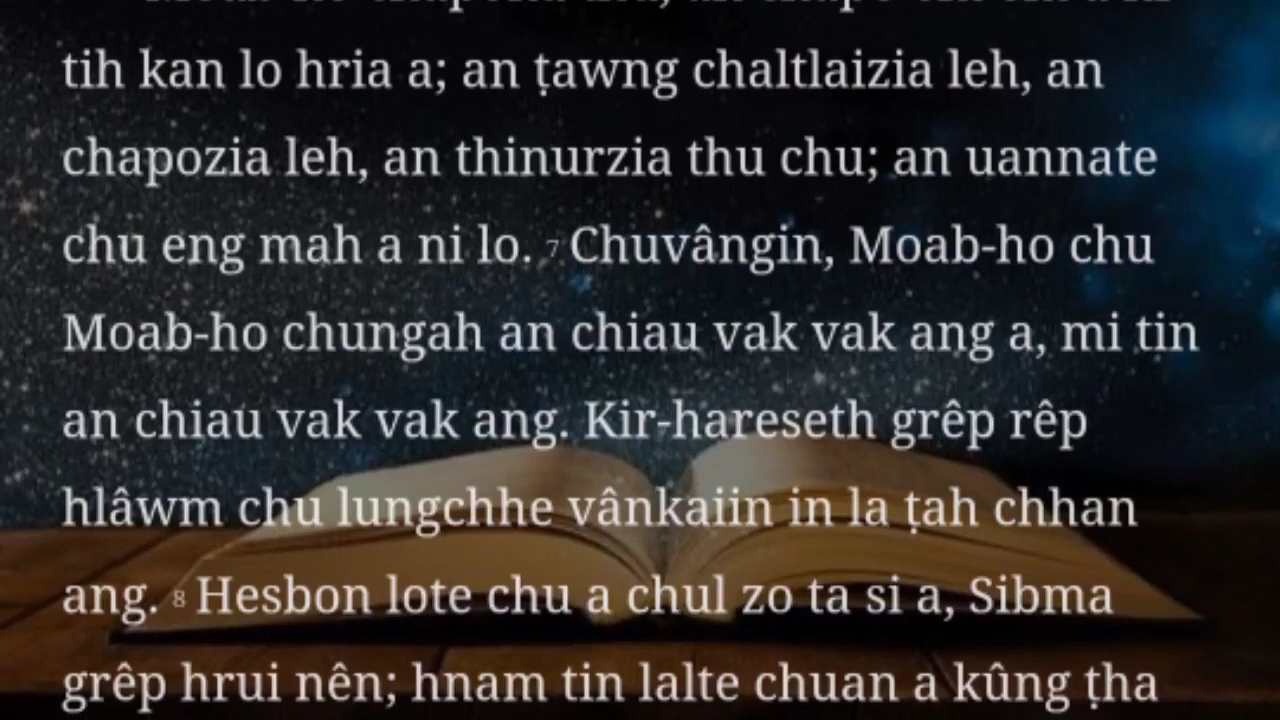 tih kan lo hria a; an ṭawng chaltlaizia leh, an
chapozia leh, an thinurzia thu chu; an uannate
chu eng mah a ni lo. 7 Chuvângin, Moab-ho chu
Moab-ho chungah an chiau vak vak ang a, mi tin
an chiau vak vak ang. Kir-hareseth grêp rêp
hlâwm chu lungchhe vânkaiin in la ṭah chhan
ang. 8 Hesbon lote chu a chul zo ta si a, Sibma
grêp hrui nên; hnam tin lalte chuan a kûng ṭha